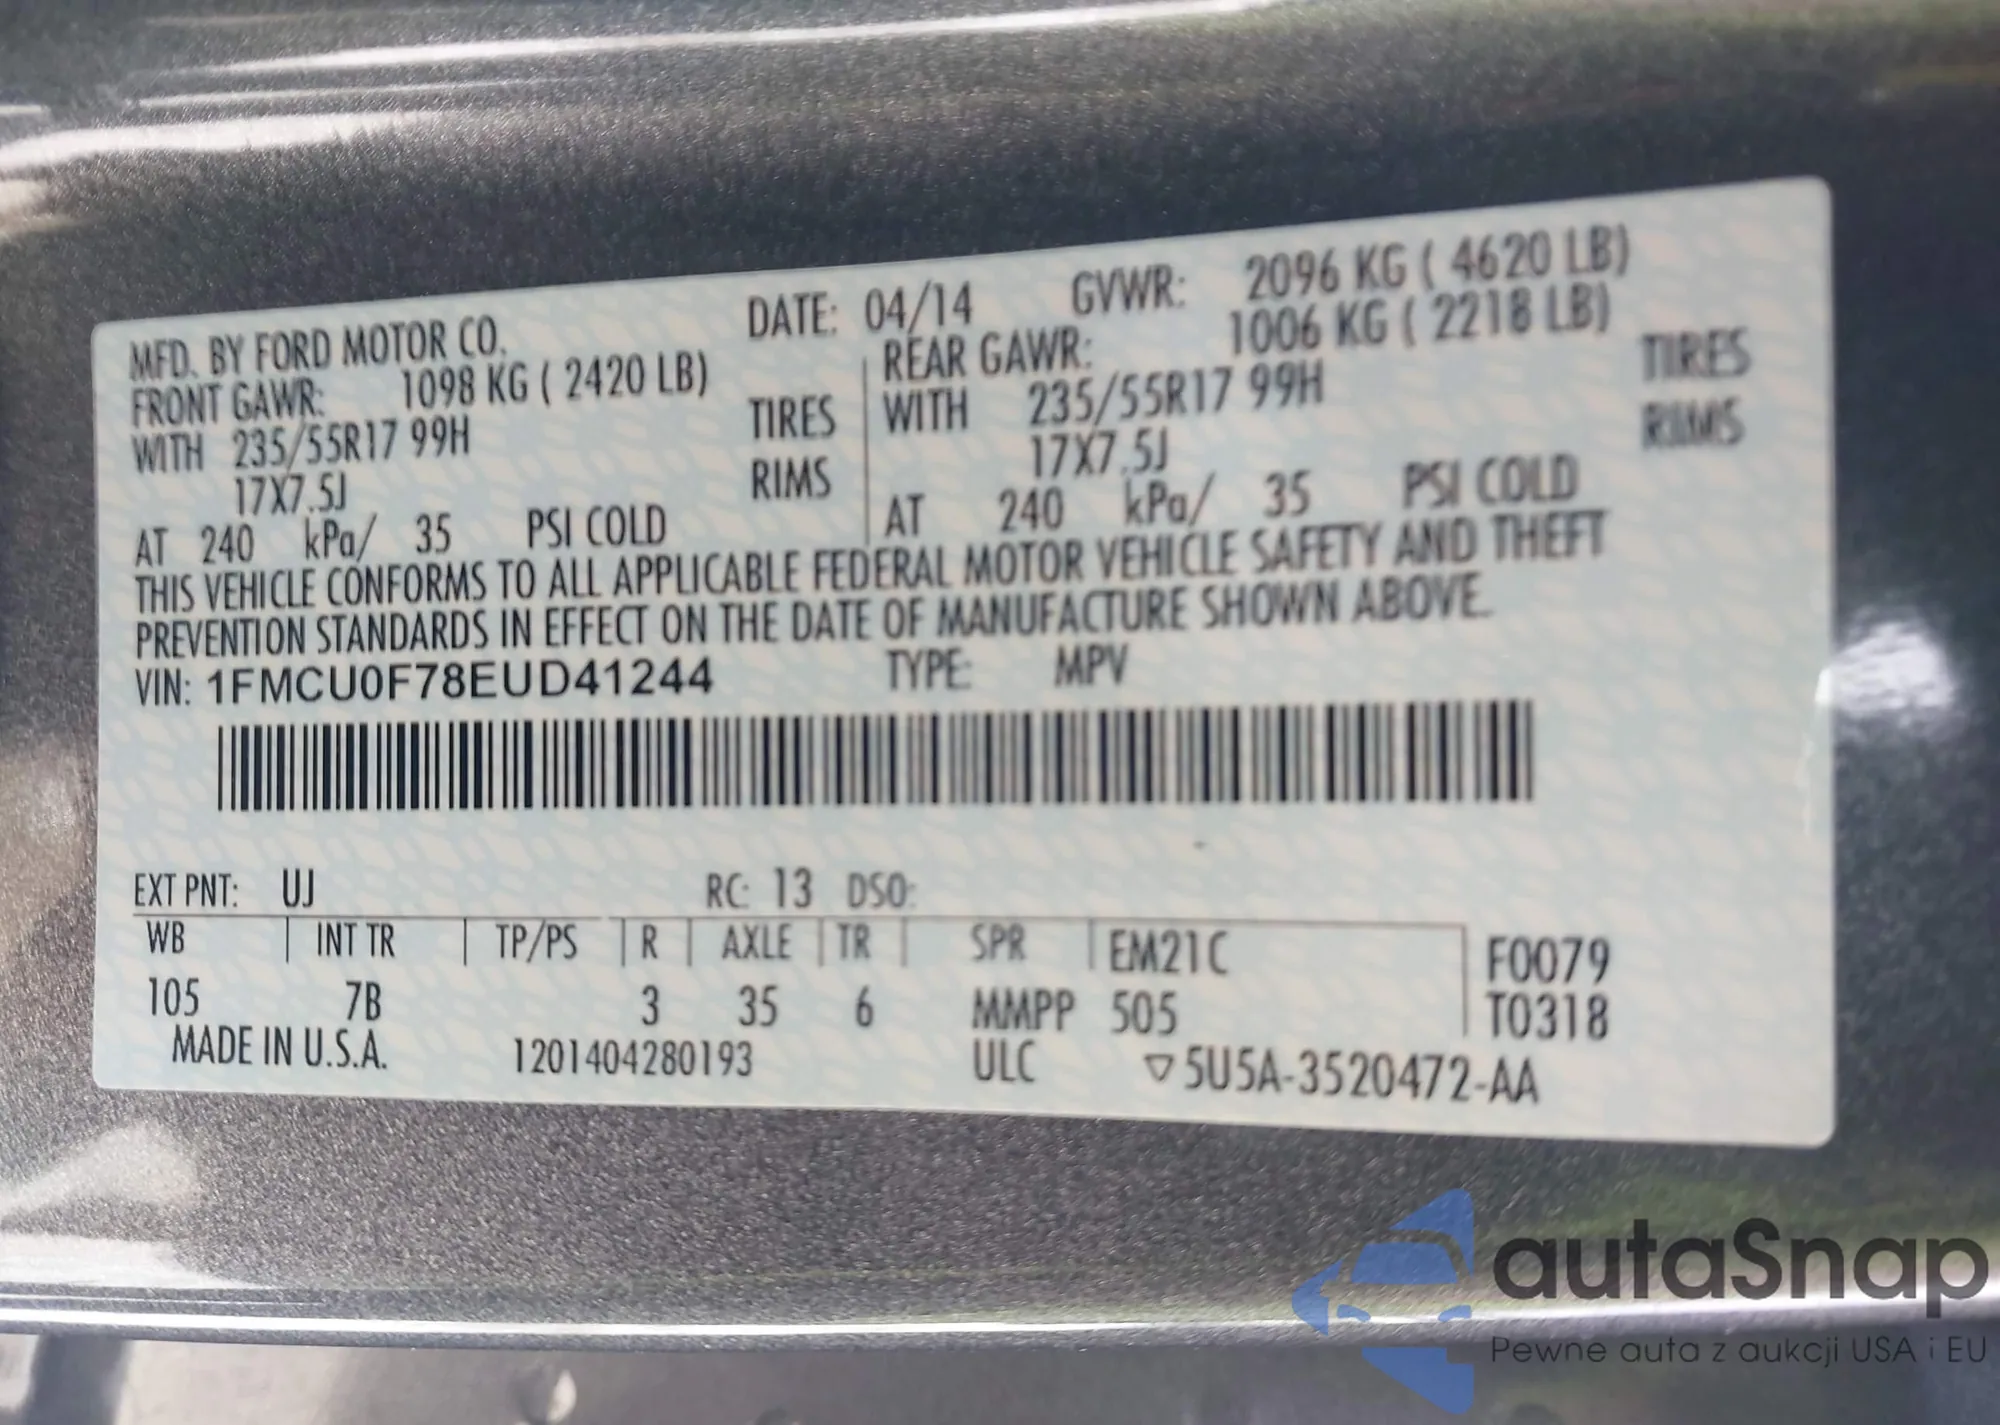 MFD. BY FORD MOTOR CO. DATE: 04/14 GVWR: 2096 KG ( 4620 LB)
FRONT GAWR: 1098 KG ( 2420 LB) REAR GAWR: 1006 KG ( 2218 LB)
WITH 235/55R17 99H TIRES WITH 235/55R17 99H TIRES
17X7.5J RIMS 17X7.5J RIMS
AT 240 kPa/ 35 PSI COLD AT 240 kPa/ 35 PSI COLD
THIS VEHICLE CONFORMS TO ALL APPLICABLE FEDERAL MOTOR VEHICLE SAFETY AND THEFT
PREVENTION STANDARDS IN EFFECT ON THE DATE OF MANUFACTURE SHOWN ABOVE.
VIN: 1FMCU0F78EUD41244 TYPE: MPV
EXT PNT: UJ RC: 13 DSO:
WB INT TR TP/PS R AXLE TR SPR EM21C F0079
105 7B 3 35 6 MMPP 505 T0318
MADE IN U.S.A. 1201404280193 ULC ▽5U5A-3520472-AA
autaSnap
Pewne auta z aukcji USA i EU